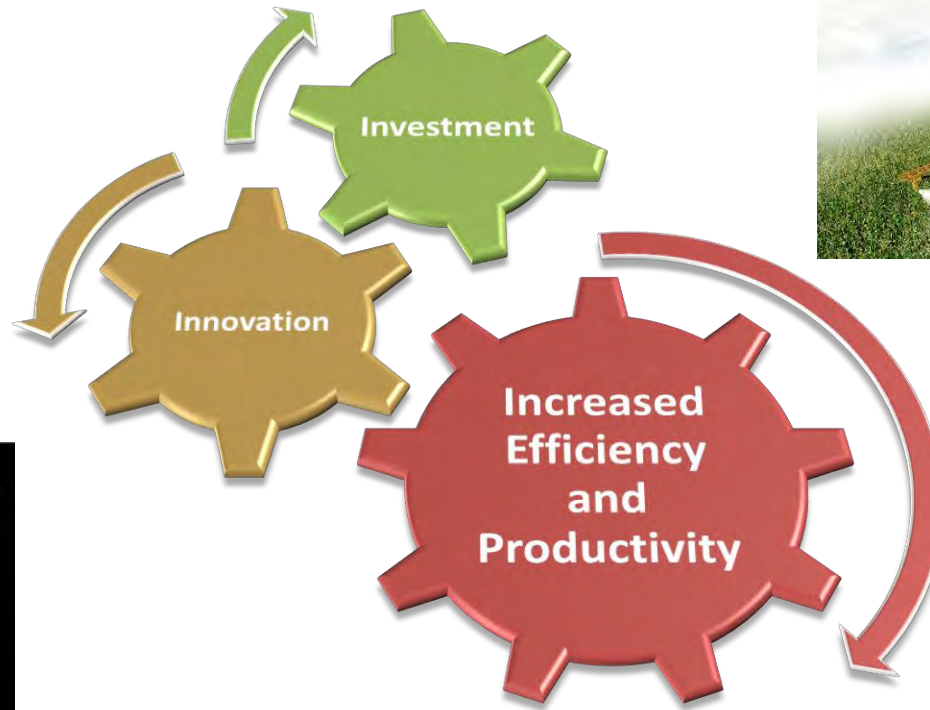 Investment
Innovation
Increased
Efficiency
and
Productivity